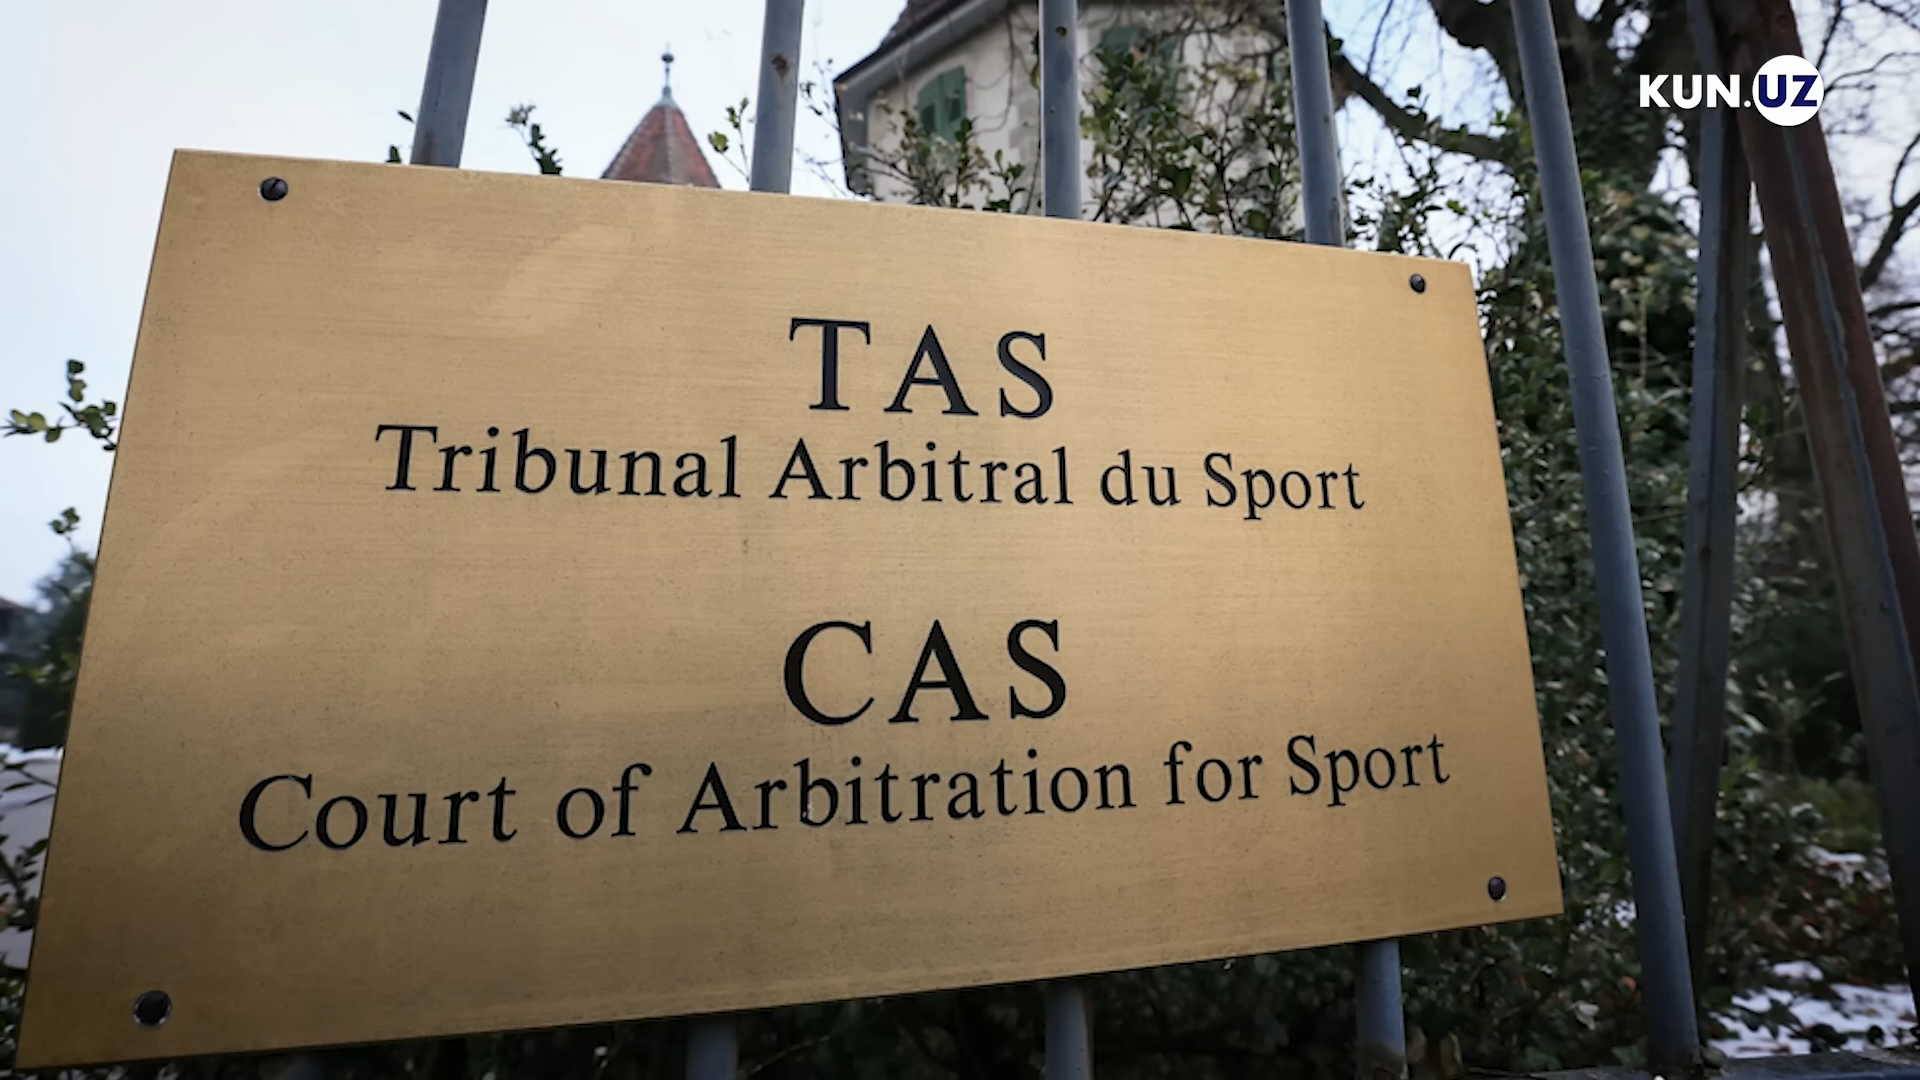 KUN.UZ
TAS
Tribunal Arbitral du Sport
CAS
Court of Arbitration for Sport